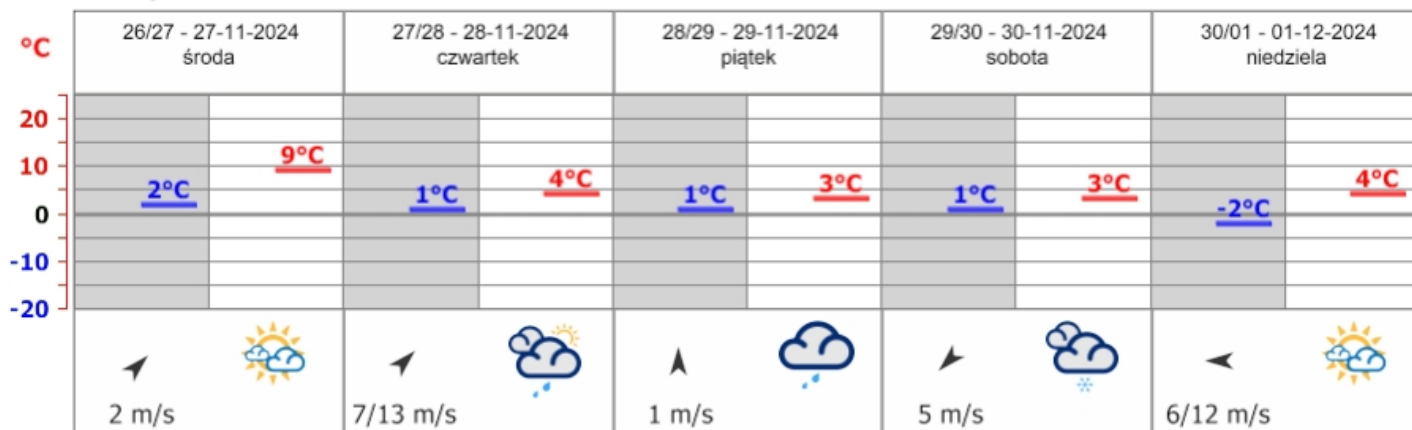 °C
26/27 - 27-11-2024
środa
27/28 - 28-11-2024
czwartek
28/29 - 29-11-2024
piątek
29/30 - 30-11-2024
sobota
30/01 - 01-12-2024
niedziela
20
10
0
-10
-20
2°C
9°C
1°C
4°C
1°C
3°C
1°C
3°C
-2°C
4°C
2 m/s
7/13 m/s
1 m/s
5 m/s
6/12 m/s